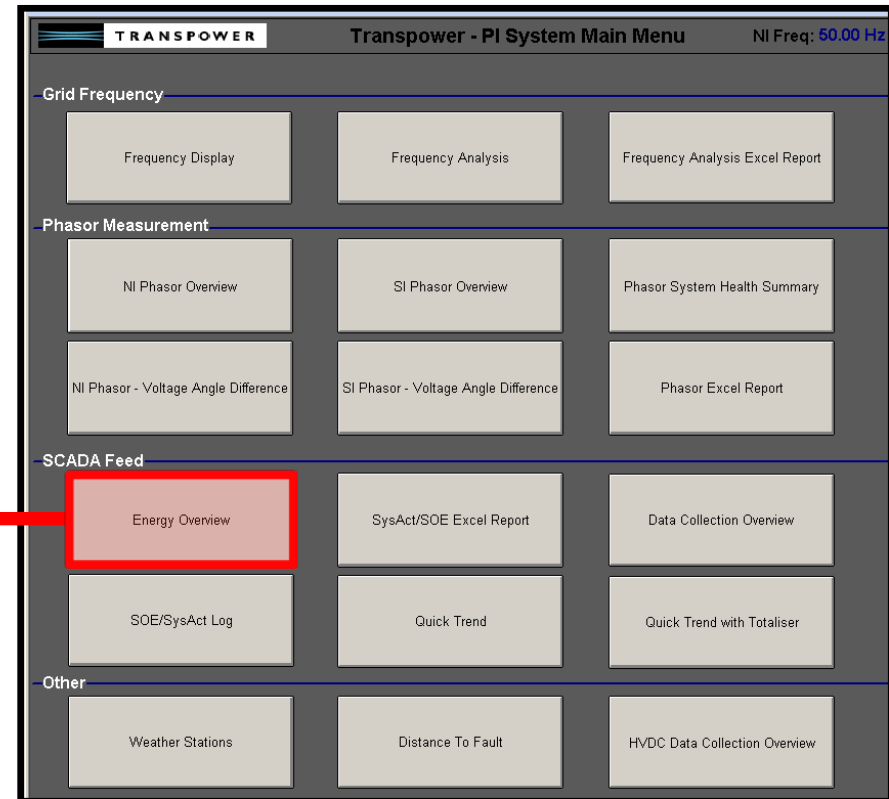 TRANSPOWER Transpower - PI System Main Menu NI Freq: 50.00 Hz
Grid Frequency
Frequency Display Frequency Analysis Frequency Analysis Excel Report
Phasor Measurement
NI Phasor Overview SI Phasor Overview Phasor System Health Summary
NI Phasor - Voltage Angle Difference SI Phasor - Voltage Angle Difference Phasor Excel Report
SCADA Feed
Energy Overview SysAct/SOE Excel Report Data Collection Overview
SOE/SysAct Log Quick Trend Quick Trend with Totaliser
Other
Weather Stations Distance To Fault HVDC Data Collection Overview